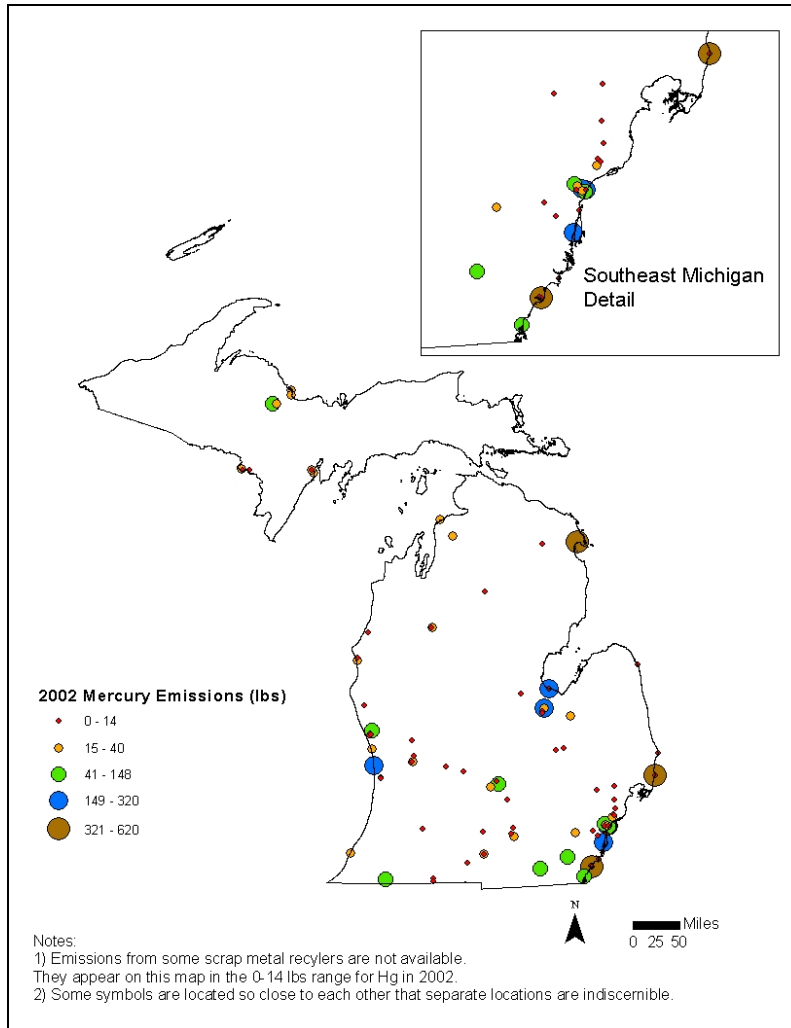 Southeast Michigan
Detail
2002 Mercury Emissions (lbs)
0 - 14
15 - 40
41 - 148
149 - 320
321 - 620
N
Miles
0 25 50
Notes:
1) Emissions from some scrap metal recylers are not available.
They appear on this map in the 0-14 lbs range for Hg in 2002.
2) Some symbols are located so close to each other that separate locations are indiscernible.